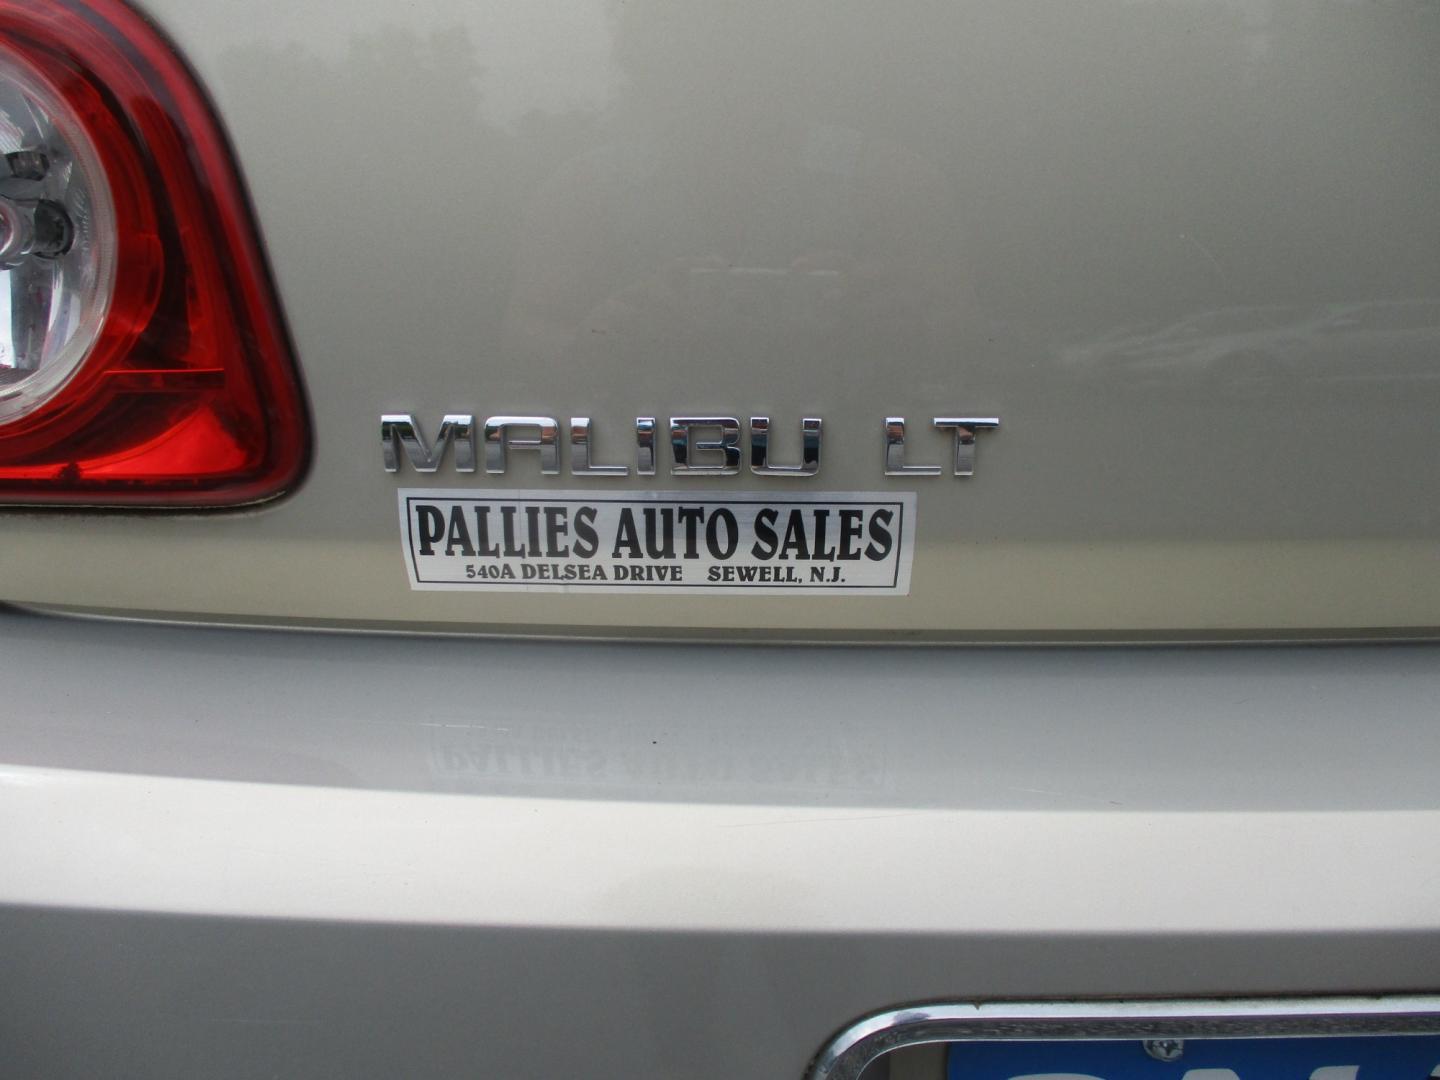 MALIBU LT
PALLIES AUTO SALES
540A DELSEA DRIVE SEWELL, N.J.